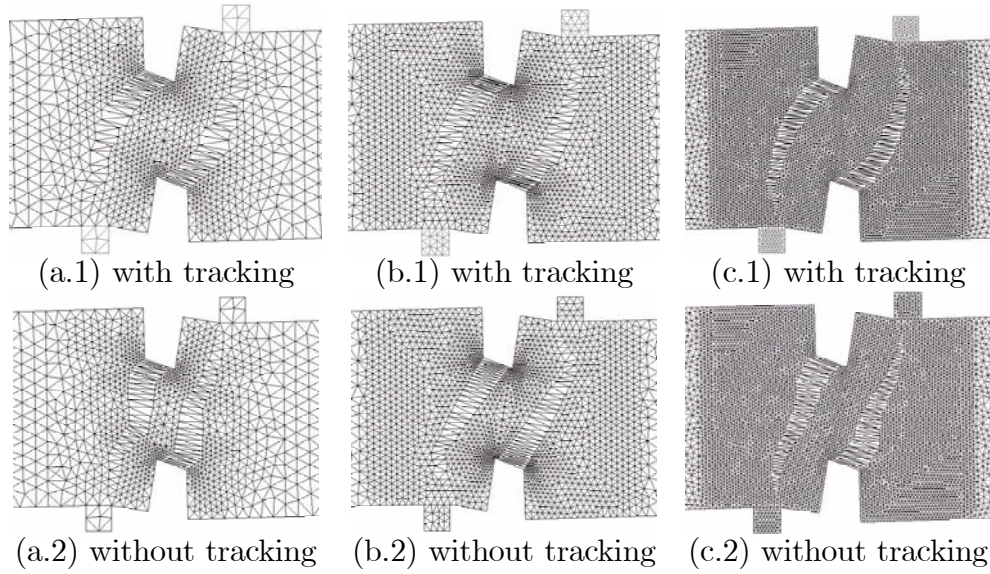 (a.1) with tracking (b.1) with tracking (c.1) with tracking
(a.2) without tracking (b.2) without tracking (c.2) without tracking